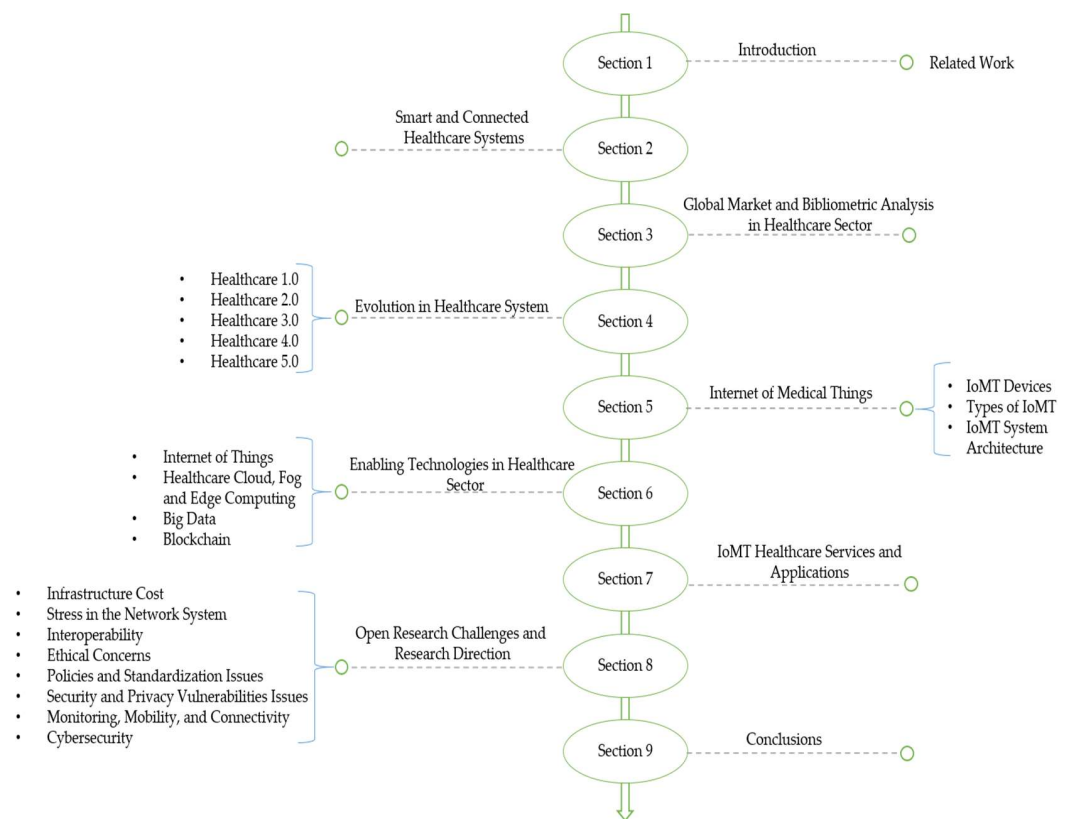 Section 1
Introduction
Related Work
Smart and Connected
Healthcare Systems
Section 2
Global Market and Bibliometric Analysis
in Healthcare Sector
Section 3
• Healthcare 1.0
• Healthcare 2.0
• Healthcare 3.0
• Healthcare 4.0
• Healthcare 5.0
Evolution in Healthcare System
Section 4
Section 5
Internet of Medical Things
• IoMT Devices
• Types of IoMT
• IoMT System
Architecture
• Internet of Things
• Healthcare Cloud, Fog
and Edge Computing
• Big Data
• Blockchain
Enabling Technologies in Healthcare
Sector
Section 6
Section 7
IoMT Healthcare Services and
Applications
• Infrastructure Cost
• Stress in the Network System
• Interoperability
• Ethical Concerns
• Policies and Standardization Issues
• Security and Privacy Vulnerabilities Issues
• Monitoring, Mobility, and Connectivity
• Cybersecurity
Open Research Challenges and
Research Direction
Section 8
Section 9
Conclusions